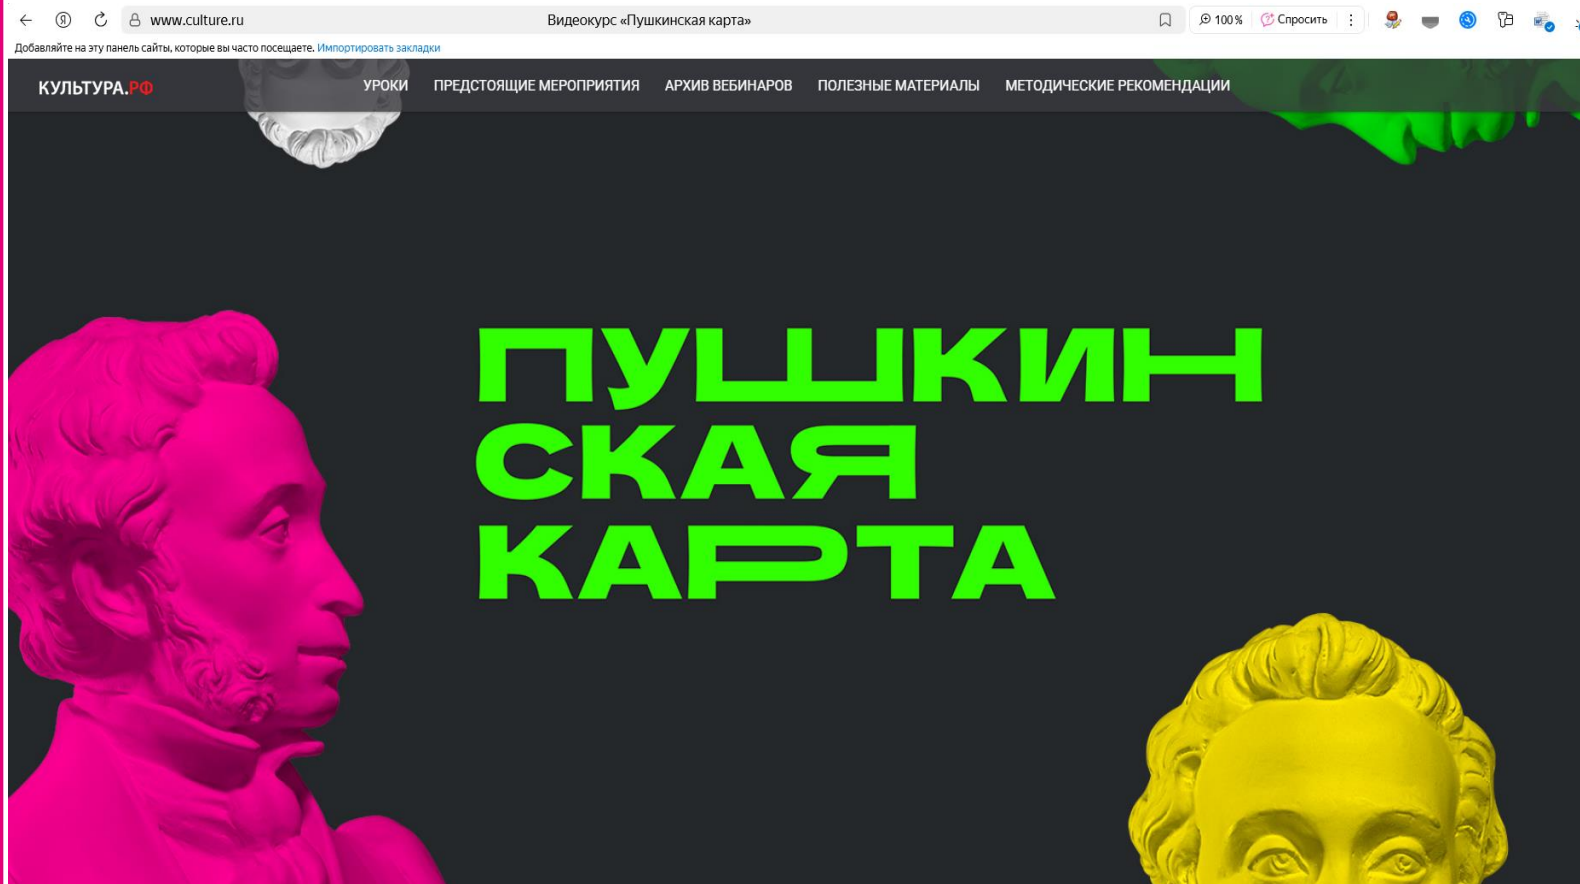 www.culture.ru
Видеокурс «Пушкинская карта»
100 %
Спросить
Добавляйте на эту панель сайты, которые вы часто посещаете. Импортировать закладки
КУЛЬТУРА.РФ
УРОКИ
ПРЕДСТОЯЩИЕ МЕРОПРИЯТИЯ
АРХИВ ВЕБИНАРОВ
ПОЛЕЗНЫЕ МАТЕРИАЛЫ
МЕТОДИЧЕСКИЕ РЕКОМЕНДАЦИИ
ПУШКИН
СКАЯ
КАРТА